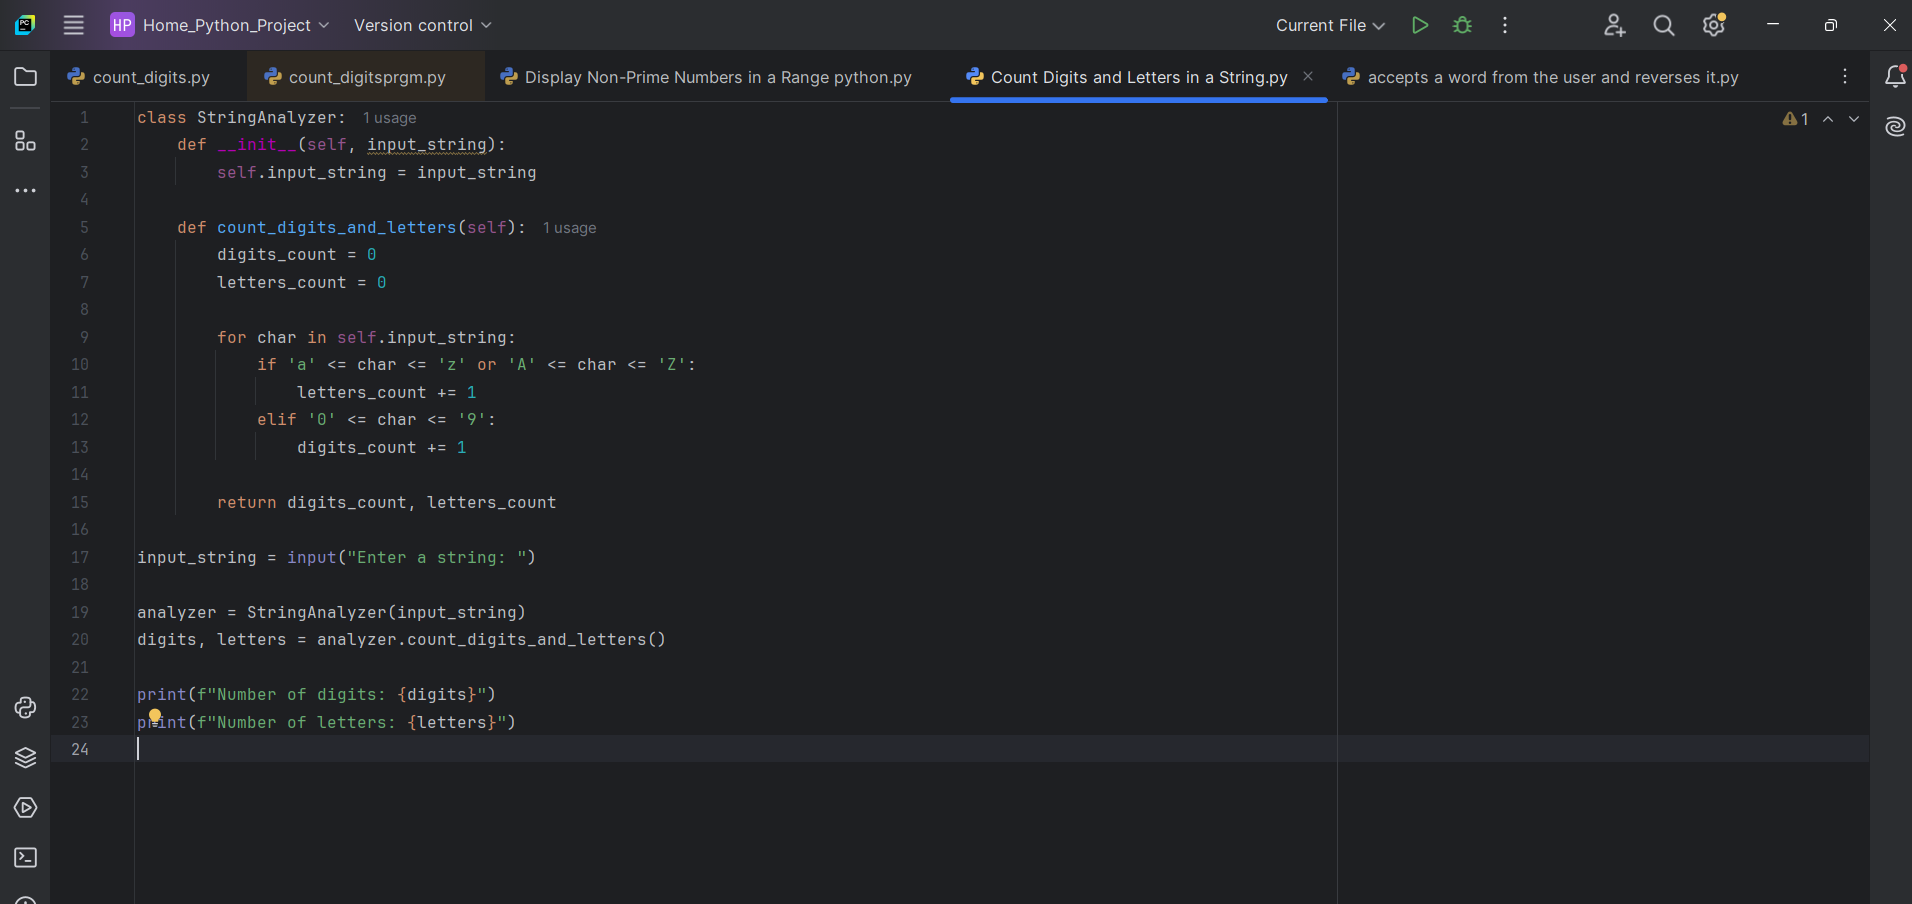 PC HP Home_Python_Project Version control Current File
count_digits.py count_digitsprgm.py Display Non-Prime Numbers in a Range python.py Count Digits and Letters in a String.py accepts a word from the user and reverses it.py
1 class StringAnalyzer: 1 usage
2     def __init__(self, input_string):
3         self.input_string = input_string
4
5     def count_digits_and_letters(self): 1 usage
6         digits_count = 0
7         letters_count = 0
8
9         for char in self.input_string:
10             if 'a' <= char <= 'z' or 'A' <= char <= 'Z':
11                 letters_count += 1
12             elif '0' <= char <= '9':
13                 digits_count += 1
14
15         return digits_count, letters_count
16
17 input_string = input("Enter a string: ")
18
19 analyzer = StringAnalyzer(input_string)
20 digits, letters = analyzer.count_digits_and_letters()
21
22 print(f"Number of digits: {digits}")
23 print(f"Number of letters: {letters}")
24
1